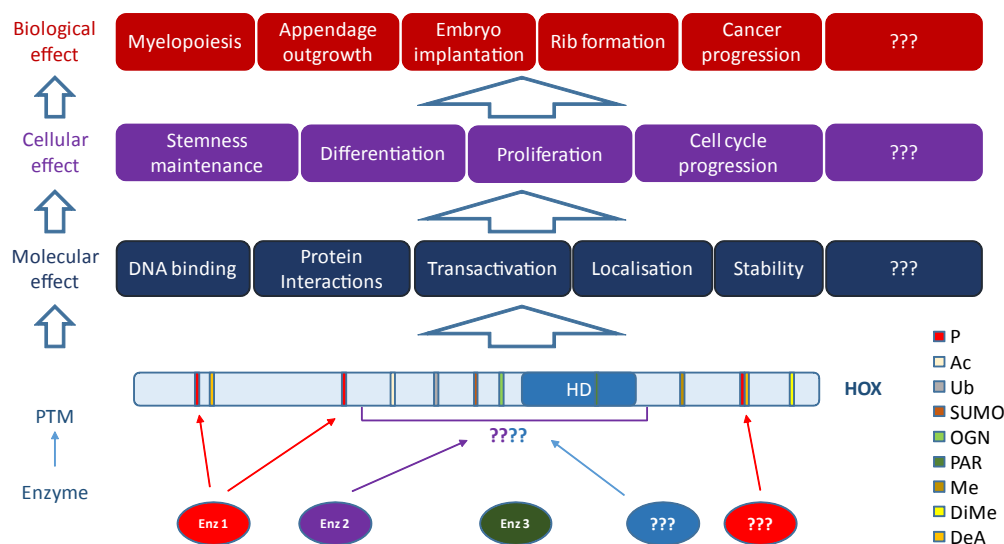 Biological
effect
Myelopoiesis
Appendage
outgrowth
Embryo
implantation
Rib formation
Cancer
progression
???
Cellular
effect
Stemness
maintenance
Differentiation
Proliferation
Cell cycle
progression
???
Molecular
effect
DNA binding
Protein
Interactions
Transactivation
Localisation
Stability
???
HD
HOX
P
Ac
Ub
SUMO
OGN
PAR
Me
DiMe
DeA
PTM
????
Enzyme
Enz 1
Enz 2
Enz 3
???
???